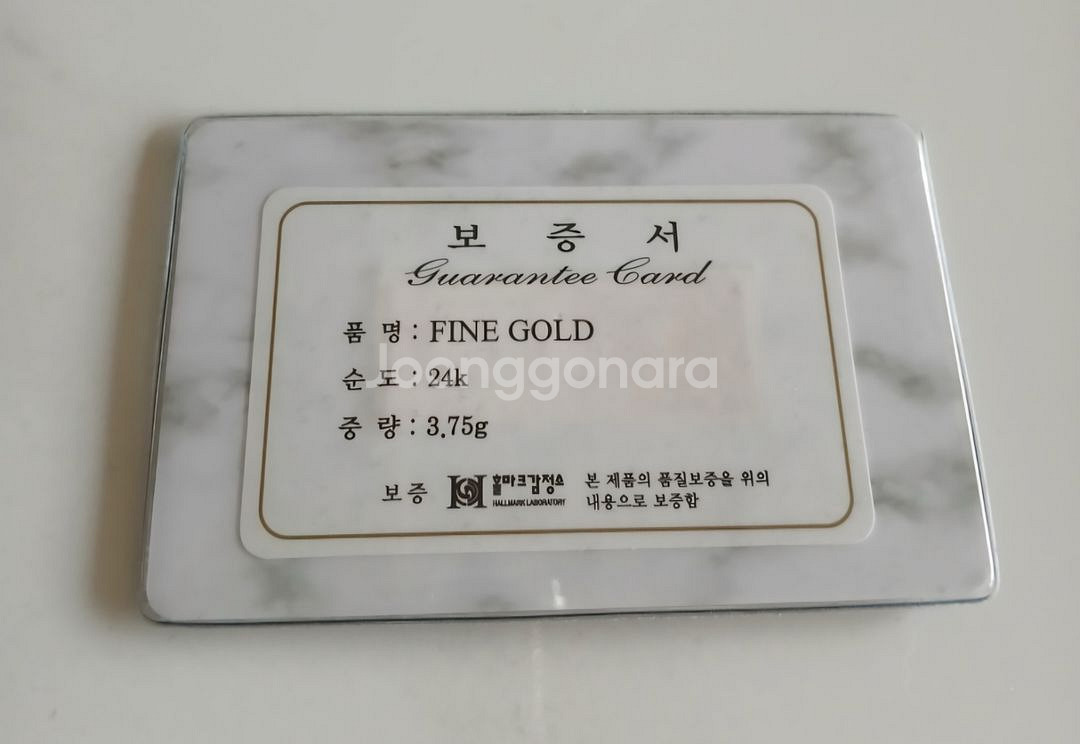 보 증 서
Guarantee Card
품 명 : FINE GOLD
Joonggonara
순 도 : 24k
중 량 : 3.75g
보 증 홀마크감정소 본 제품의 품질보증을 위의
HALLMARK LABORATORY 내용으로 보증함